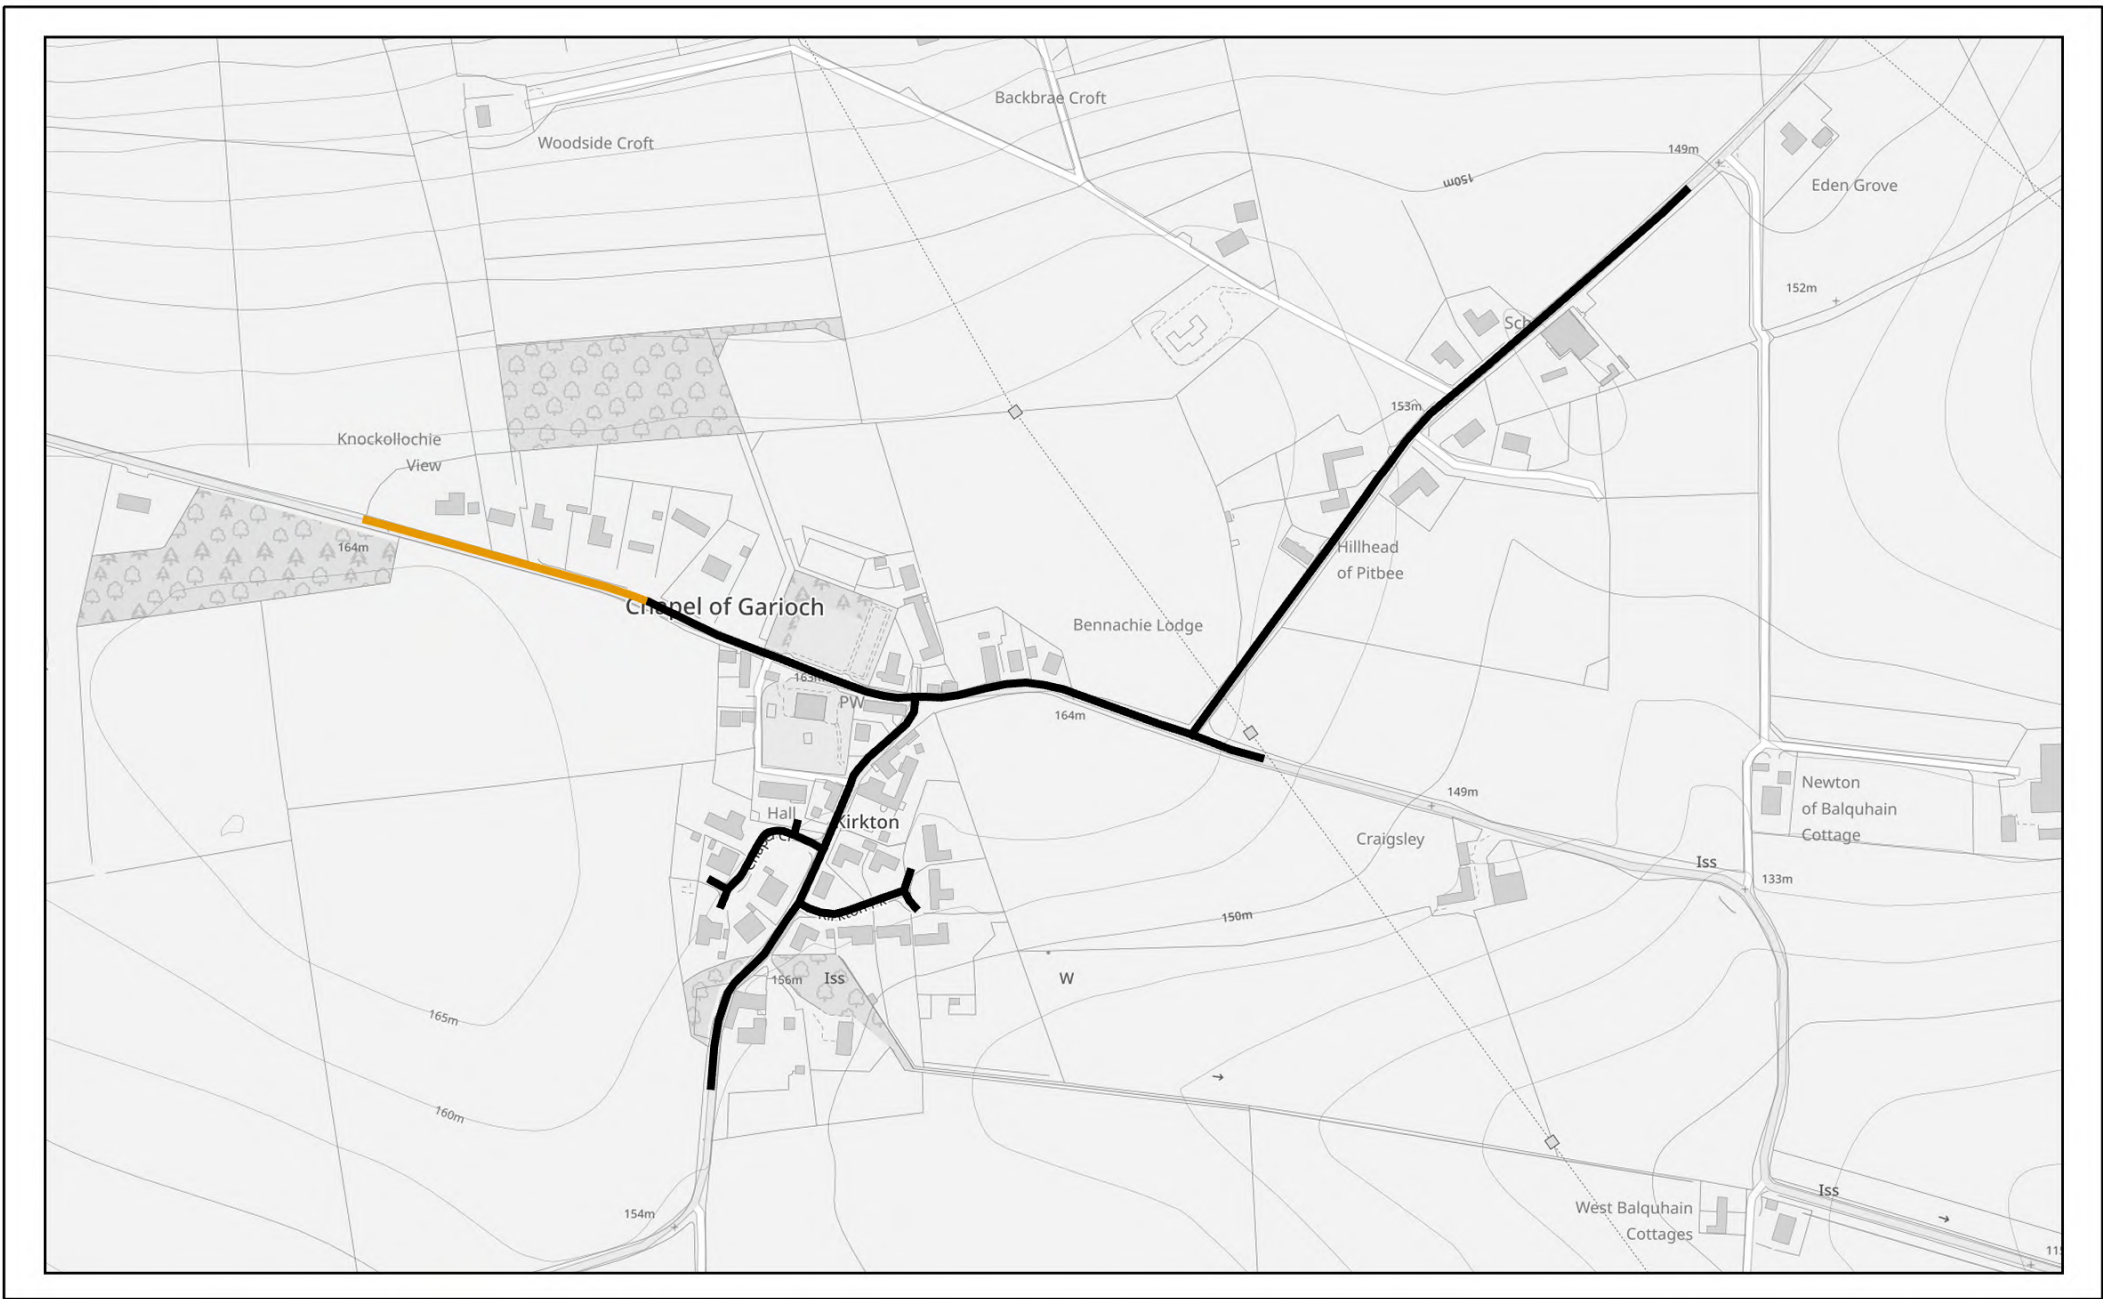 Backbrae Croft
Woodside Croft
149m
150m
Eden Grove
152m
Sch
153m
Knockollochie
View
164m
Hillhead
of Pitbee
Chapel of Garioch
Bennachie Lodge
163m
PW
164m
Newton
of Balquhain
Cottage
149m
Hall
Kirkton
Craigsley
Iss
133m
150m
156m
Iss
W
165m
160m
Iss
West Balquhain
Cottages
154m